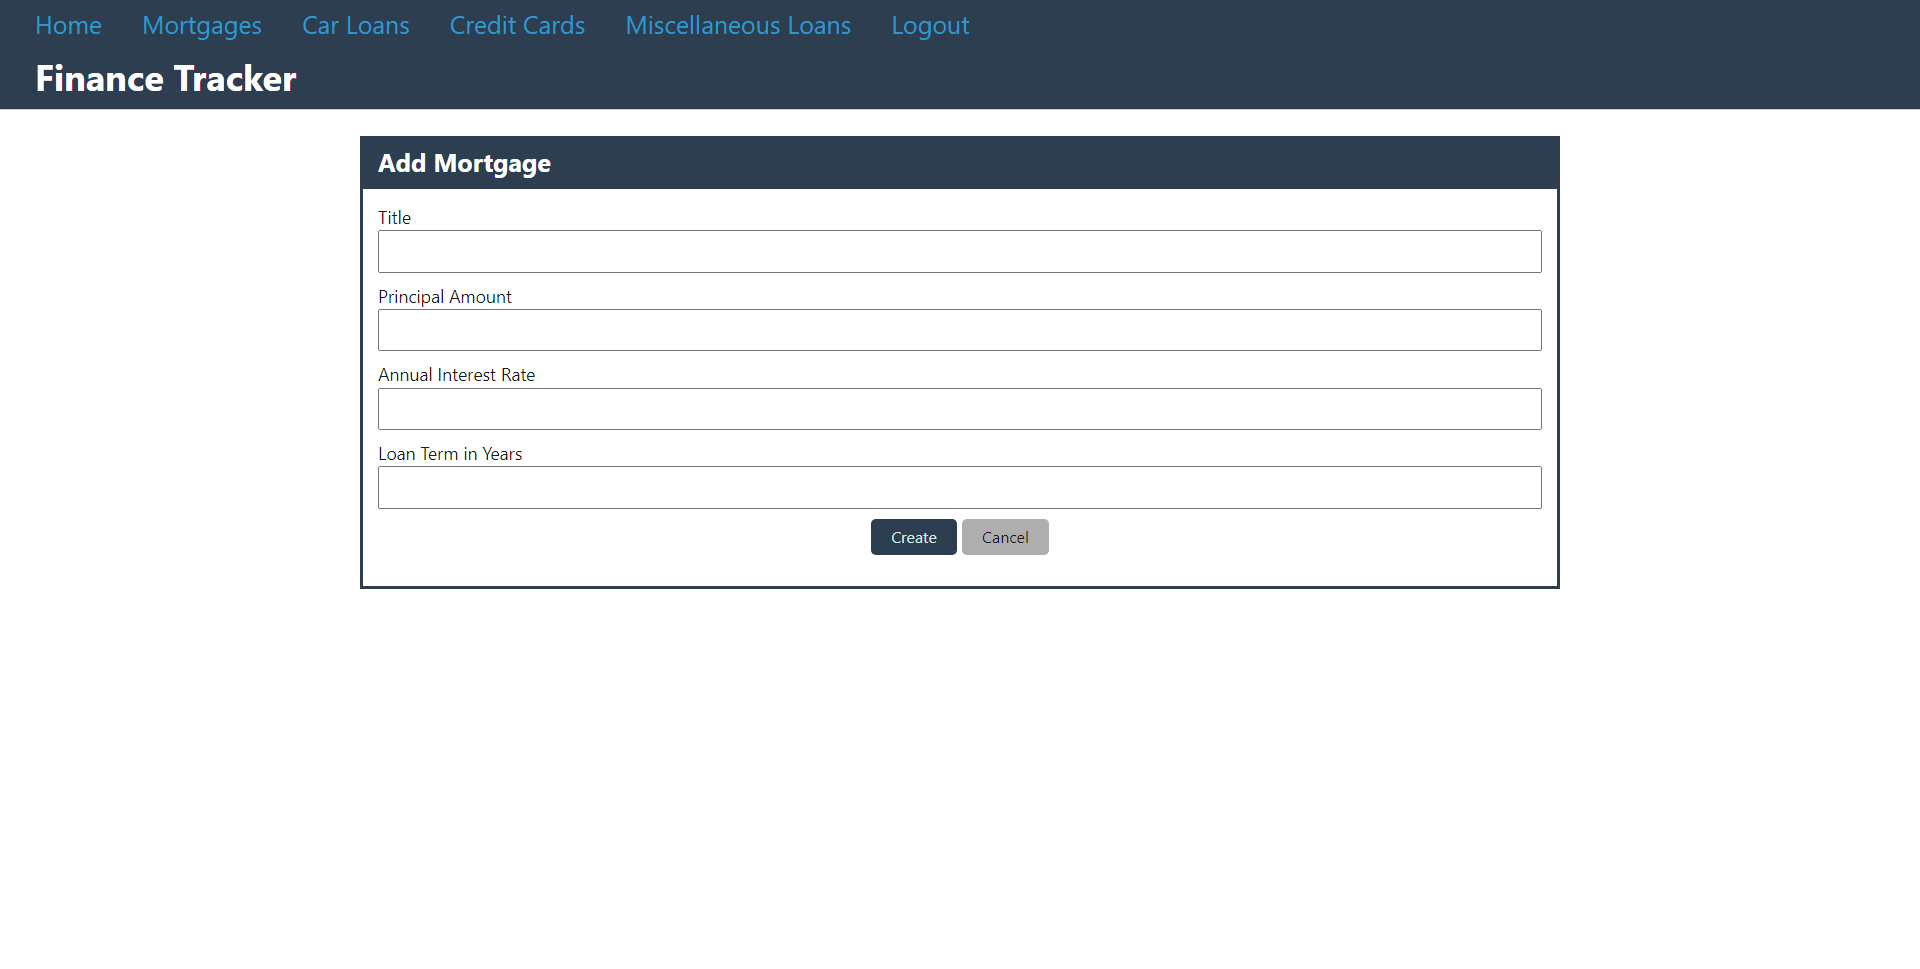 Home Mortgages Car Loans Credit Cards Miscellaneous Loans Logout
Finance Tracker
Add Mortgage
Title
Principal Amount
Annual Interest Rate
Loan Term in Years
Create Cancel